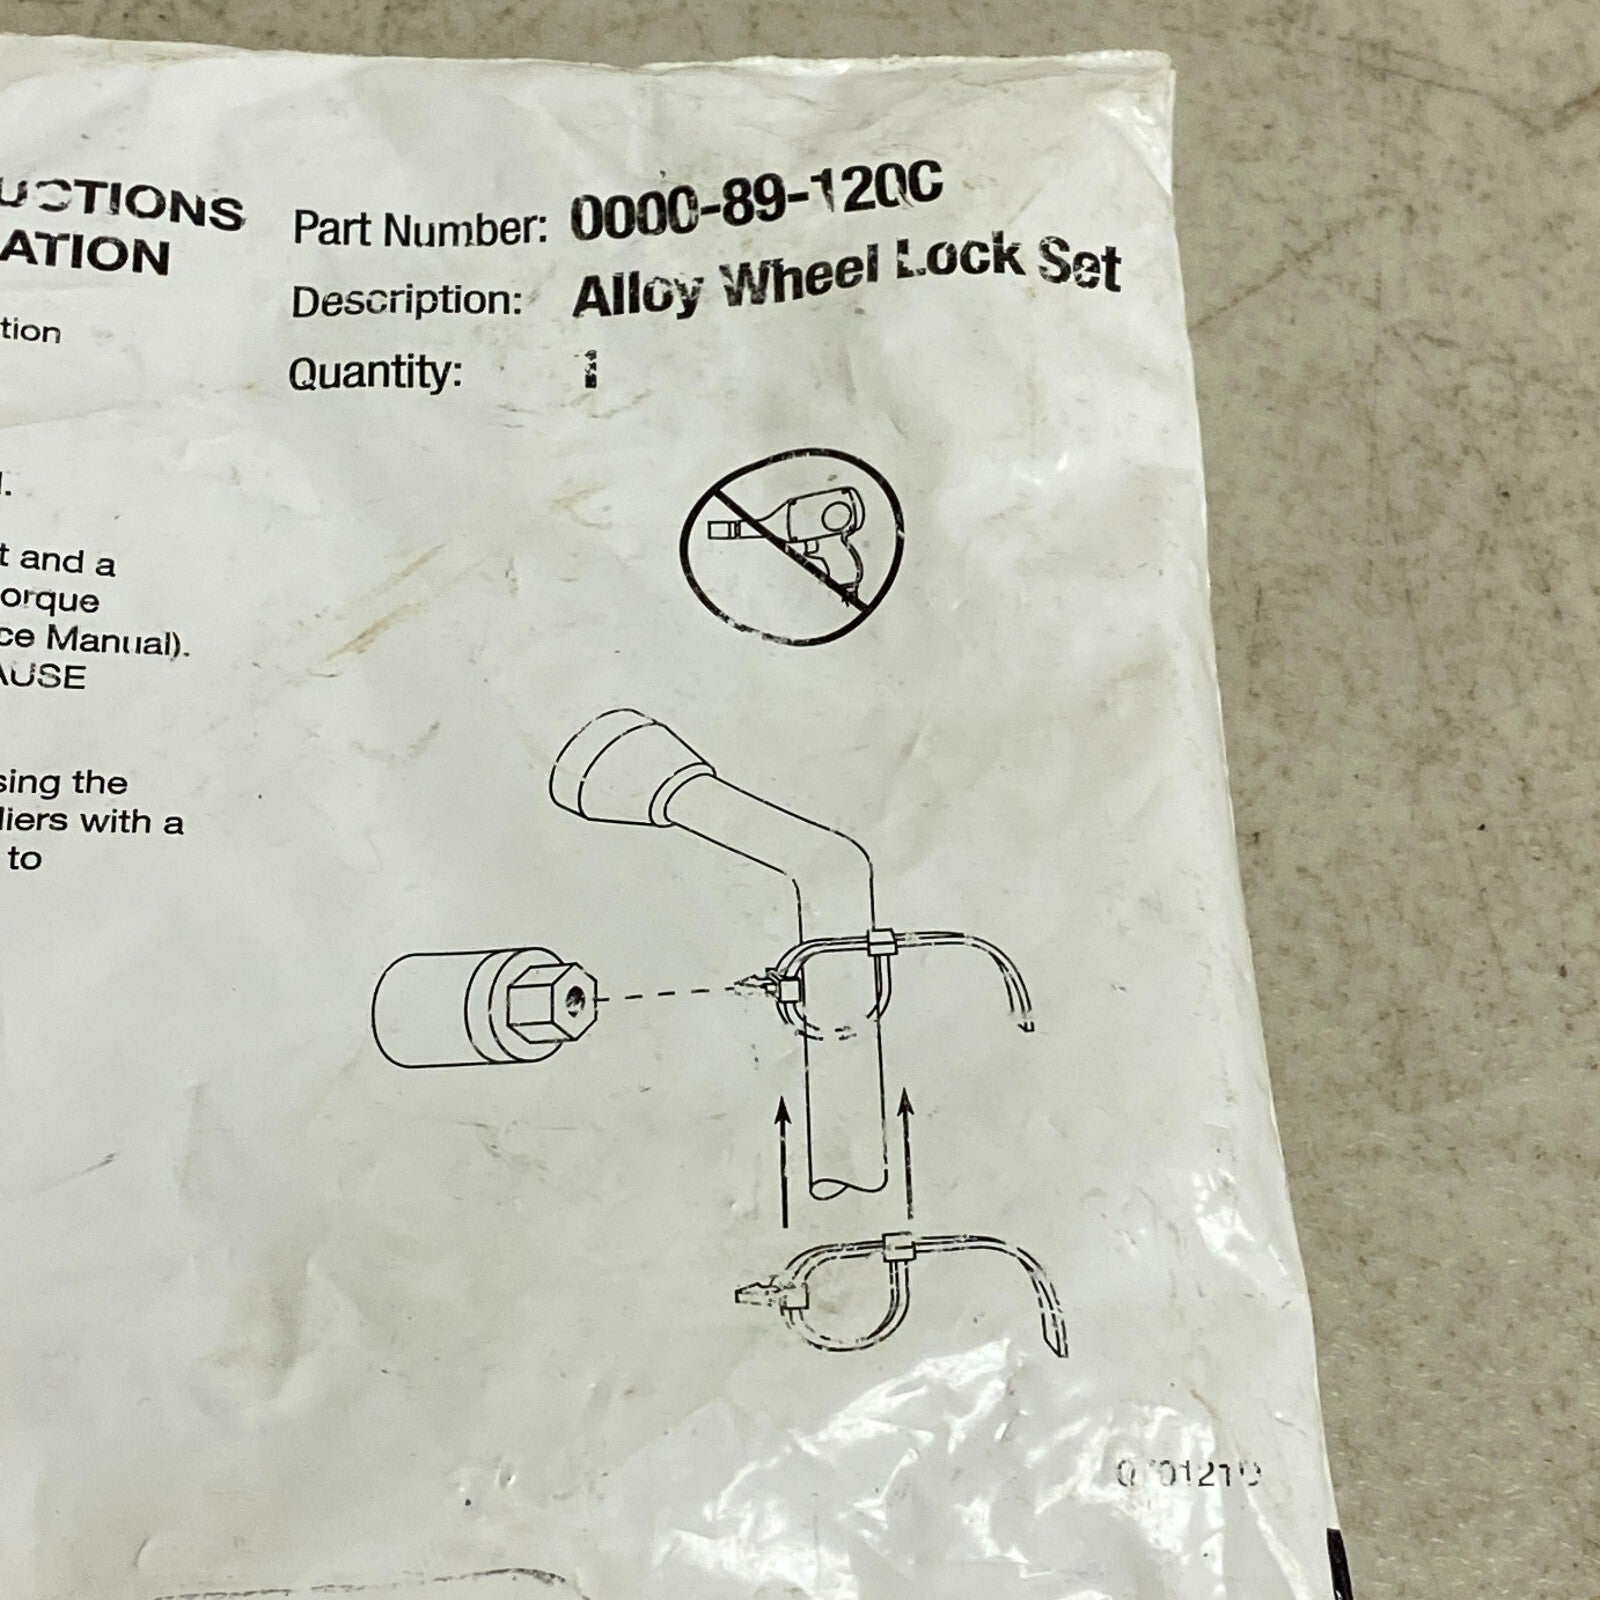 UCTIONS
ATION
tion
.
t and a
orque
ce Manual).
AUSE
sing the
liers with a
to
Part Number: 0000-89-120C
Description: Alloy Wheel Lock Set
Quantity: 1